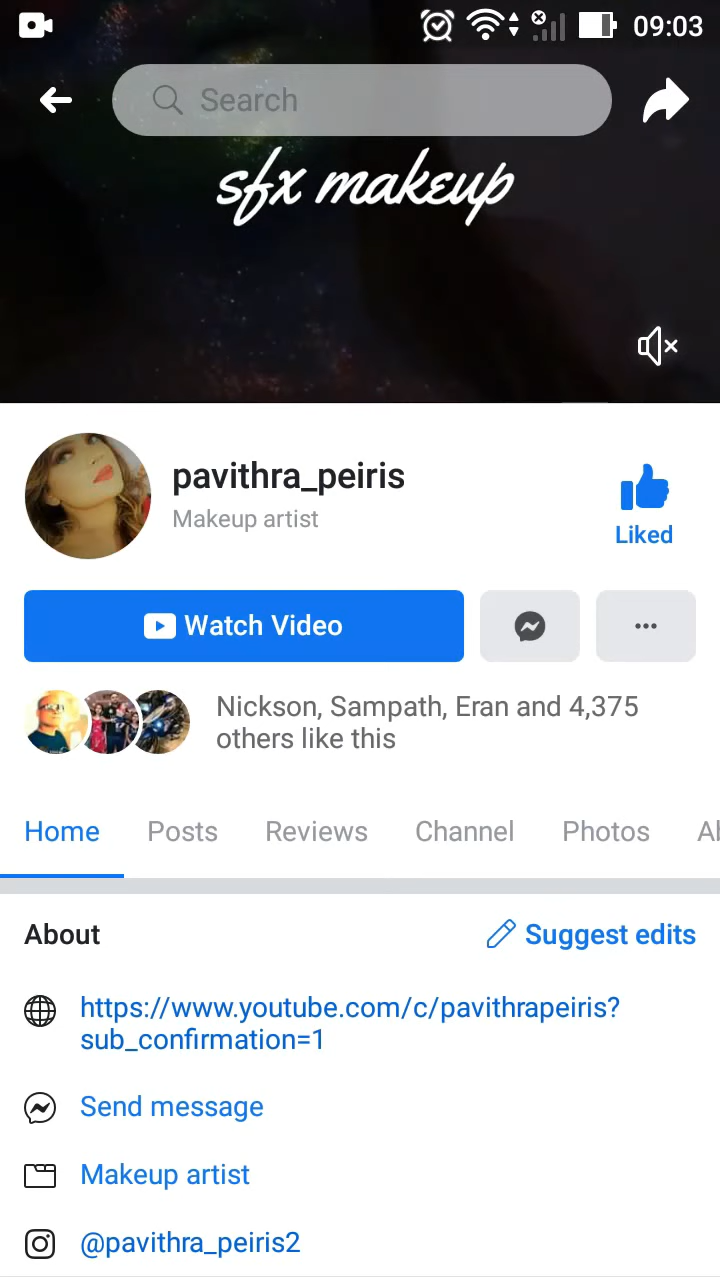 09:03
Search
sfx makeup
pavithra_peiris
Makeup artist
Liked
Watch Video
Nickson, Sampath, Eran and 4,375
others like this
Home Posts Reviews Channel Photos
About
Suggest edits
https://www.youtube.com/c/pavithrapeiris?
sub_confirmation=1
Send message
Makeup artist
@pavithra_peiris2